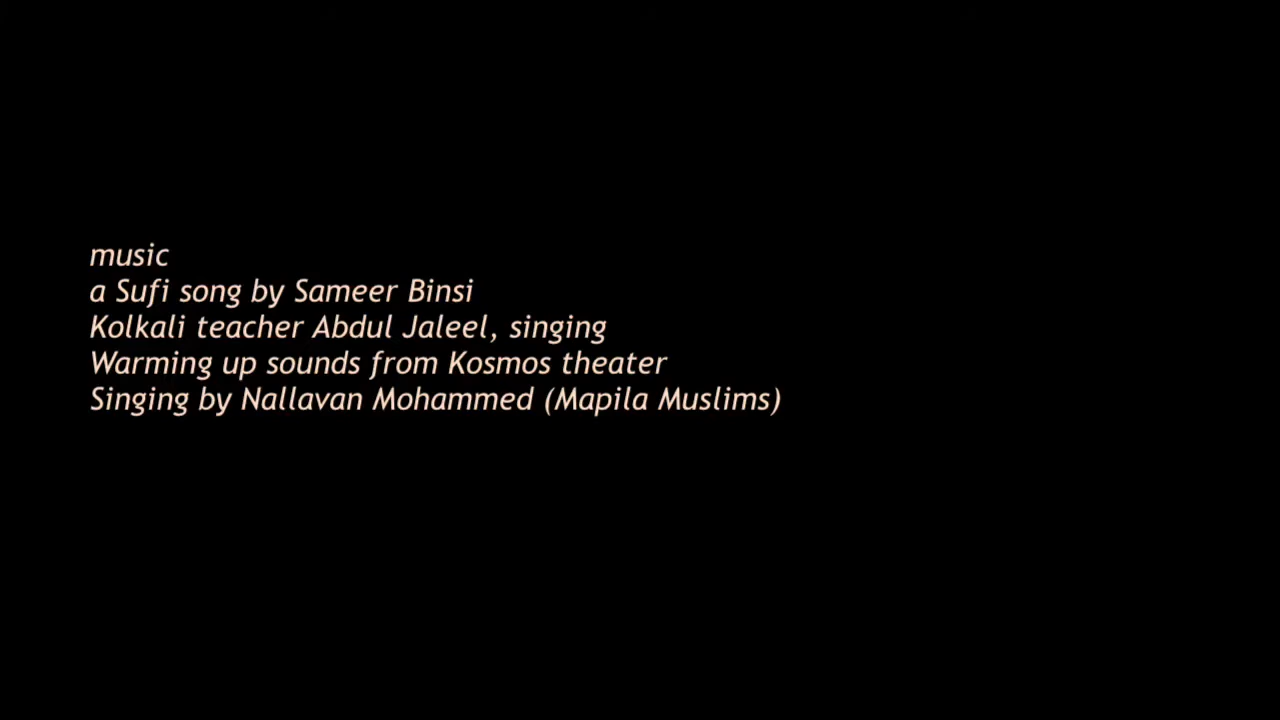 music
a Sufi song by Sameer Binsi
Kolkali teacher Abdul Jaleel, singing
Warming up sounds from Kosmos theater
Singing by Nallavan Mohammed (Mapila Muslims)